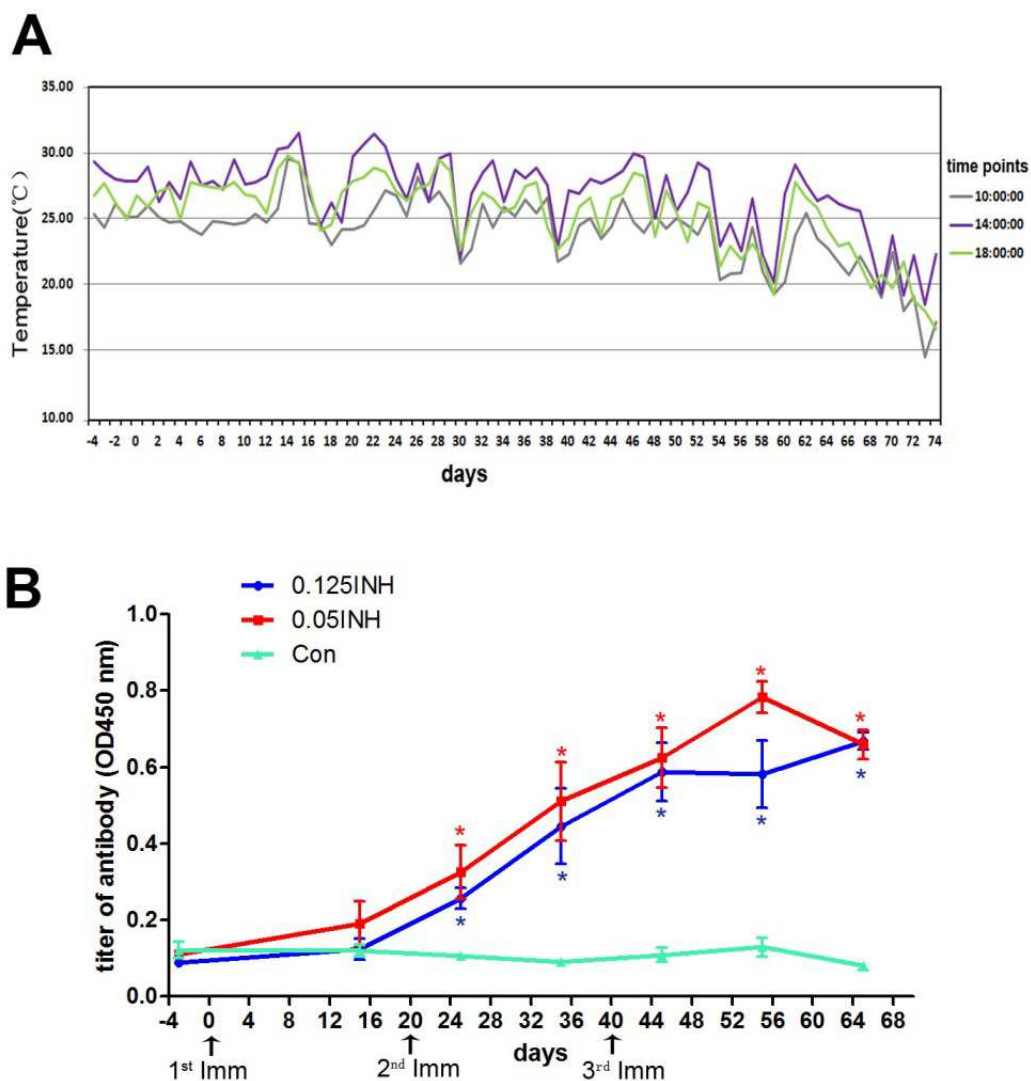 A
35.00
30.00
25.00
20.00
15.00
10.00
Temperature(℃)
-4 -2 0 2 4 6 8 10 12 14 16 18 20 22 24 26 28 30 32 34 36 38 40 42 44 46 48 50 52 54 56 58 60 62 64 66 68 70 72 74
days
time points
10:00:00
14:00:00
18:00:00
B
0.125INH
0.05INH
Con
1.0
0.8
0.6
0.4
0.2
0.0
titer of antibody (OD450 nm)
* * * * *
* * * * *
-4 0 4 8 12 16 20 24 28 32 36 40 44 48 52 56 60 64 68
days
1st Imm 2nd Imm 3rd Imm